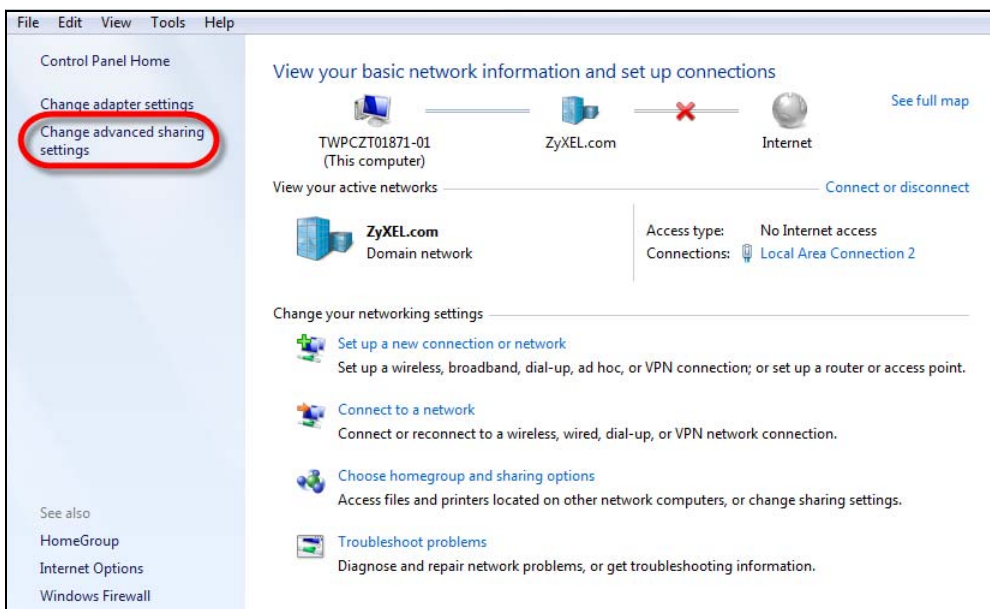 File Edit View Tools Help
Control Panel Home
Change adapter settings
Change advanced sharing
settings
See also
HomeGroup
Internet Options
Windows Firewall
View your basic network information and set up connections
See full map
TWPCZT01871-01
(This computer)
ZyXEL.com
Internet
View your active networks
Connect or disconnect
ZyXEL.com
Domain network
Access type: No Internet access
Connections: Local Area Connection 2
Change your networking settings
Set up a new connection or network
Set up a wireless, broadband, dial-up, ad hoc, or VPN connection; or set up a router or access point.
Connect to a network
Connect or reconnect to a wireless, wired, dial-up, or VPN network connection.
Choose homegroup and sharing options
Access files and printers located on other network computers, or change sharing settings.
Troubleshoot problems
Diagnose and repair network problems, or get troubleshooting information.